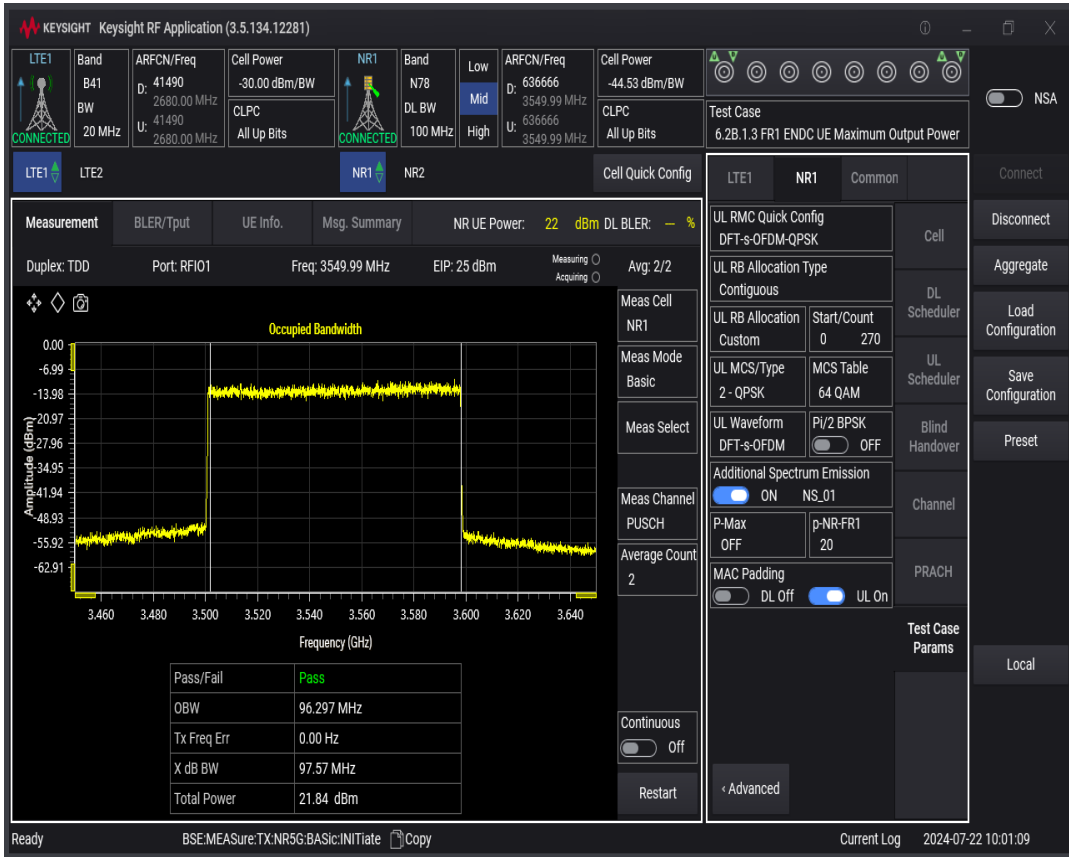 KEYSIGHT Keysight RF Application (3.5.134.12281)
LTE1
CONNECTED
Band
B41
BW
20 MHz
ARFCN/Freq
D: 41490
2680.00 MHz
U: 41490
2680.00 MHz
Cell Power
-30.00 dBm/BW
CLPC
All Up Bits
NR1
CONNECTED
Band
N78
DL BW
100 MHz
Low
Mid
High
ARFCN/Freq
D: 636666
3549.99 MHz
U: 636666
3549.99 MHz
Cell Power
-44.53 dBm/BW
CLPC
All Up Bits
Test Case
6.2B.1.3 FR1 ENDC UE Maximum Output Power
NSA
LTE1 LTE2 NR1 NR2 Cell Quick Config
Measurement BLER/Tput UE Info. Msg. Summary NR UE Power: 22 dBm DL BLER: -- %
Duplex: TDD Port: RFIO1 Freq: 3549.99 MHz EIP: 25 dBm Measuring Avg: 2/2
Acquiring
Occupied Bandwidth
Amplitude (dBm)
0.00
-6.99
-13.98
-20.97
-27.96
-34.95
-41.94
-48.93
-55.92
-62.91
3.460 3.480 3.500 3.520 3.540 3.560 3.580 3.600 3.620 3.640
Frequency (GHz)
Pass/Fail Pass
OBW 96.297 MHz
Tx Freq Err 0.00 Hz
X dB BW 97.57 MHz
Total Power 21.84 dBm
Meas Cell
NR1
Meas Mode
Basic
Meas Select
Meas Channel
PUSCH
Average Count
2
Continuous
Off
Restart
LTE1 NR1 Common
UL RMC Quick Config
DFT-s-OFDM-QPSK
UL RB Allocation Type
Contiguous
UL RB Allocation Start/Count
Custom 0 270
UL MCS/Type MCS Table
2 - QPSK 64 QAM
UL Waveform Pi/2 BPSK
DFT-s-OFDM OFF
Additional Spectrum Emission
ON NS_01
P-Max p-NR-FR1
OFF 20
MAC Padding
DL Off UL On
‹ Advanced
Cell
DL
Scheduler
UL
Scheduler
Blind
Handover
Channel
PRACH
Test Case
Params
Connect
Disconnect
Aggregate
Load
Configuration
Save
Configuration
Preset
Local
Ready BSE:MEASure:TX:NR5G:BASic:INITiate Copy Current Log 2024-07-22 10:01:09